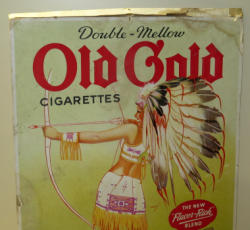 Double-Mellow
Old Gold
CIGARETTES
THE NEW
Flavor-Rich
BLEND